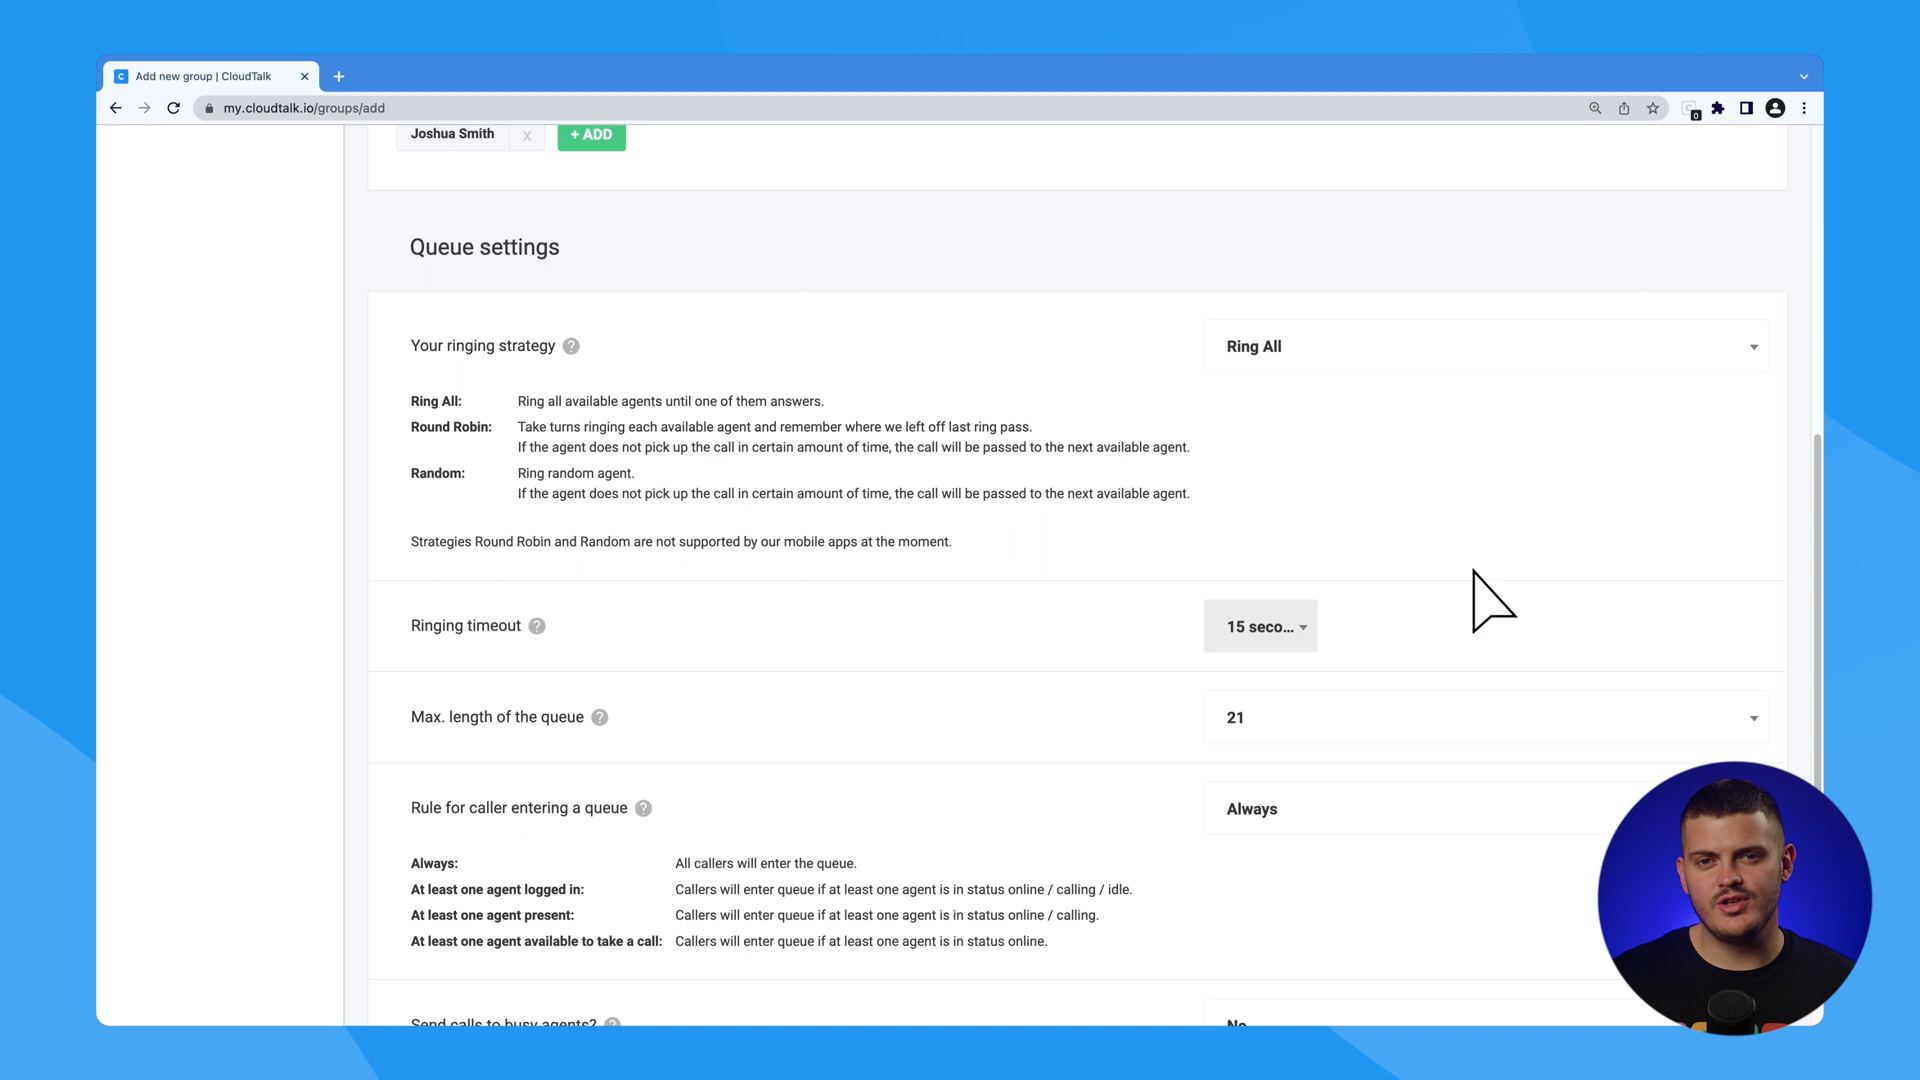 Add new group | CloudTalk
my.cloudtalk.io/groups/add
0
Joshua Smith x + ADD
Queue settings
Your ringing strategy ? Ring All
Ring All: Ring all available agents until one of them answers.
Round Robin: Take turns ringing each available agent and remember where we left off last ring pass.
If the agent does not pick up the call in certain amount of time, the call will be passed to the next available agent.
Random: Ring random agent.
If the agent does not pick up the call in certain amount of time, the call will be passed to the next available agent.
Strategies Round Robin and Random are not supported by our mobile apps at the moment.
Ringing timeout ? 15 seco...
Max. length of the queue ? 21
Rule for caller entering a queue ? Always
Always: All callers will enter the queue.
At least one agent logged in: Callers will enter queue if at least one agent is in status online / calling / idle.
At least one agent present: Callers will enter queue if at least one agent is in status online / calling.
At least one agent available to take a call: Callers will enter queue if at least one agent is in status online.
Send calls to busy agents? ? No